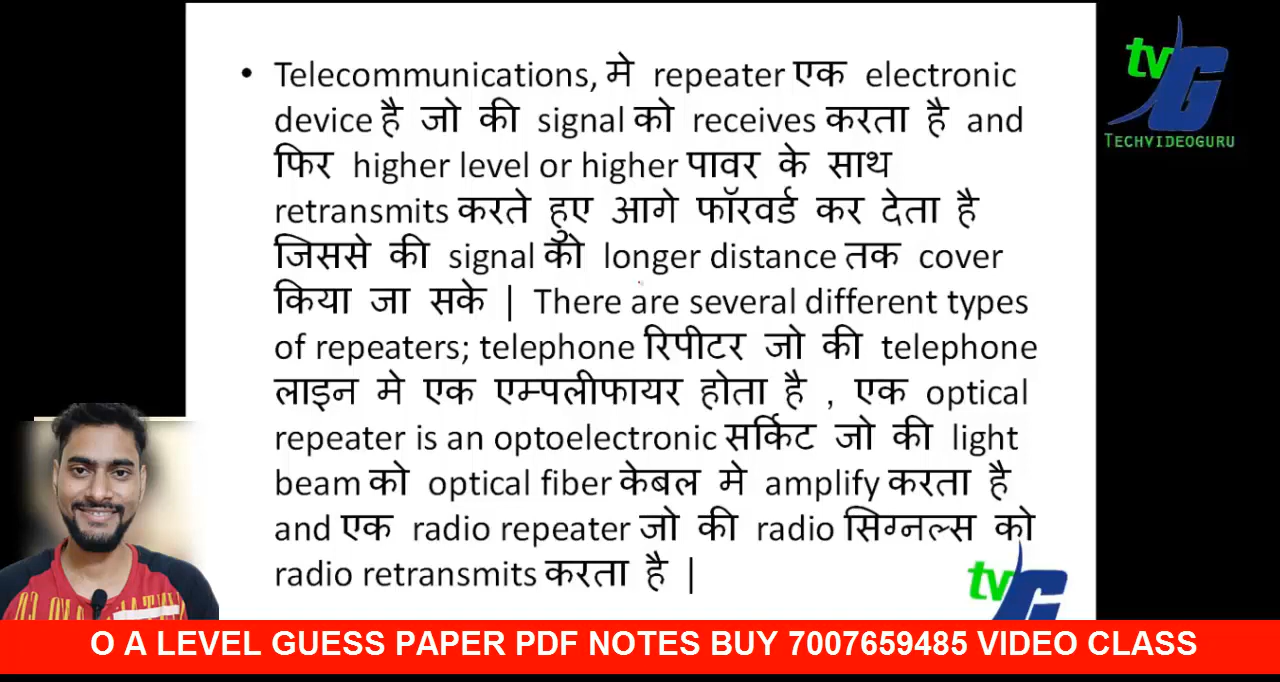 • Telecommunications, मे repeater एक electronic
device है जो की signal को receives करता है and
फिर higher level or higher पावर के साथ
retransmits करते हुए आगे फॉरवर्ड कर देता है
जिससे की signal को longer distance तक cover
किया जा सके | There are several different types
of repeaters; telephone रिपीटर जो की telephone
लाइन मे एक एम्पलीफायर होता है , एक optical
repeater is an optoelectronic सर्किट जो की light
beam को optical fiber केबल मे amplify करता है
and एक radio repeater जो की radio सिग्नल्स को
radio retransmits करता है |
tvG
TECHVIDEOGURU
tvG
O A LEVEL GUESS PAPER PDF NOTES BUY 7007659485 VIDEO CLASS